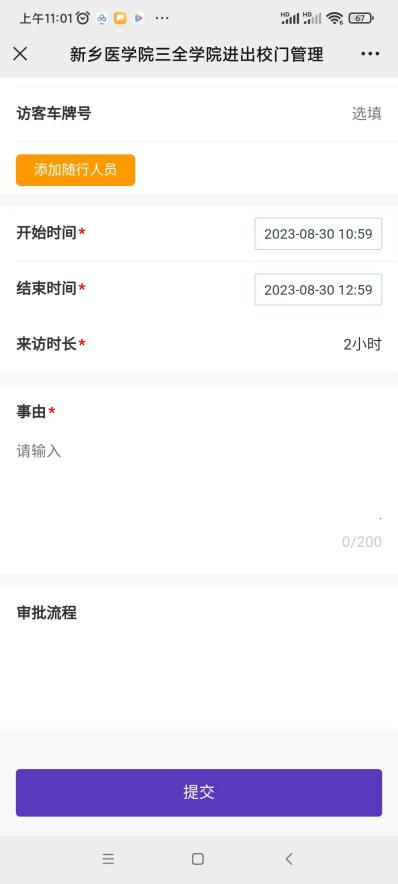 上午11:01
HD HD 6 67
新乡医学院三全学院进出校门管理
访客车牌号 选填
添加随行人员
开始时间* 2023-08-30 10:59
结束时间* 2023-08-30 12:59
来访时长* 2小时
事由*
请输入
0/200
审批流程
提交